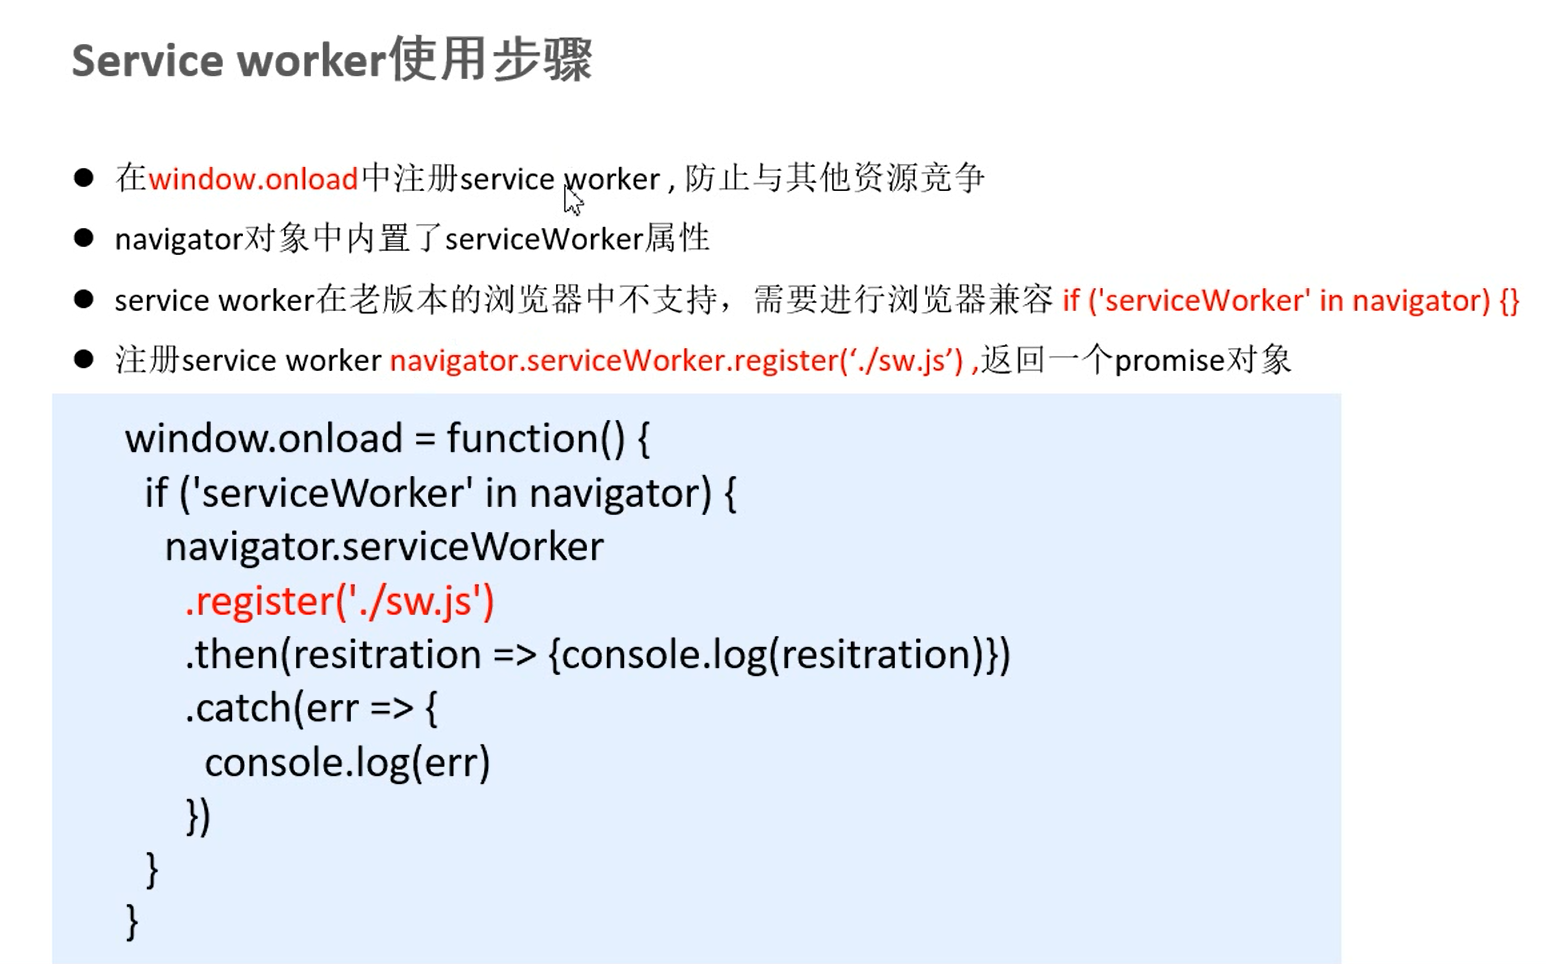 Service worker使用步骤
● 在window.onload中注册service worker , 防止与其他资源竞争
● navigator对象中内置了serviceWorker属性
● service worker在老版本的浏览器中不支持，需要进行浏览器兼容 if ('serviceWorker' in navigator) {}
● 注册service worker navigator.serviceWorker.register(‘./sw.js’) ,返回一个promise对象
window.onload = function() {
if ('serviceWorker' in navigator) {
navigator.serviceWorker
.register('./sw.js')
.then(resitration => {console.log(resitration)})
.catch(err => {
console.log(err)
})
}
}